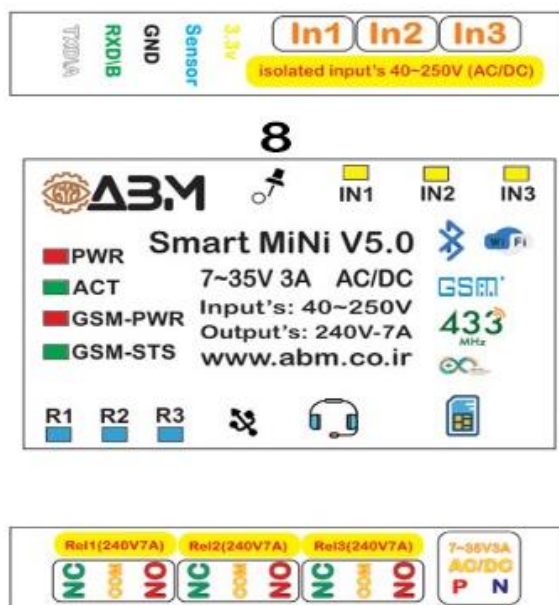 TXD\A RXD\B GND Sensor 3.3v
In1 In2 In3
isolated input's 40~250V (AC/DC)
8
ABM
IN1 IN2 IN3
Smart MiNi V5.0
PWR
ACT
GSM-PWR
GSM-STS
7~35V 3A AC/DC
Input's: 40~250V
Output's: 240V-7A
www.abm.co.ir
Wi Fi
GSM
433
MHz
R1 R2 R3
Rel1(240V7A) Rel2(240V7A) Rel3(240V7A)
NC COM NO NC COM NO NC COM NO
7~35V3A
AC/DC
P N